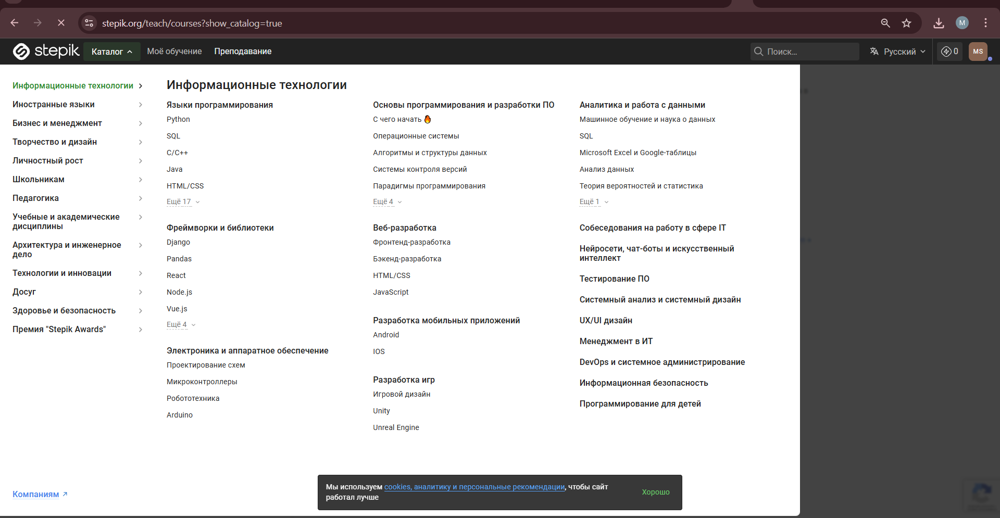 stepik.org/teach/courses?show_catalog=true
M
stepik
Каталог
Моё обучение
Преподавание
Поиск...
Русский
0
MS
Информационные технологии
Иностранные языки
Бизнес и менеджмент
Творчество и дизайн
Личностный рост
Школьникам
Педагогика
Учебные и академические
дисциплины
Архитектура и инженерное
дело
Технологии и инновации
Досуг
Здоровье и безопасность
Премия "Stepik Awards"
Компаниям
Информационные технологии
Языки программирования
Python
SQL
C/C++
Java
HTML/CSS
Ещё 17
Фреймворки и библиотеки
Django
Pandas
React
Node.js
Vue.js
Ещё 4
Электроника и аппаратное обеспечение
Проектирование схем
Микроконтроллеры
Робототехника
Arduino
Основы программирования и разработки ПО
С чего начать 🔥
Операционные системы
Алгоритмы и структуры данных
Системы контроля версий
Парадигмы программирования
Ещё 4
Веб-разработка
Фронтенд-разработка
Бэкенд-разработка
HTML/CSS
JavaScript
Разработка мобильных приложений
Android
IOS
Разработка игр
Игровой дизайн
Unity
Unreal Engine
Аналитика и работа с данными
Машинное обучение и наука о данных
SQL
Microsoft Excel и Google-таблицы
Анализ данных
Теория вероятностей и статистика
Ещё 1
Собеседования на работу в сфере IT
Нейросети, чат-боты и искусственный
интеллект
Тестирование ПО
Системный анализ и системный дизайн
UX/UI дизайн
Менеджмент в ИТ
DevOps и системное администрирование
Информационная безопасность
Программирование для детей
Мы используем cookies, аналитику и персональные рекомендации, чтобы сайт
работал лучше
Хорошо